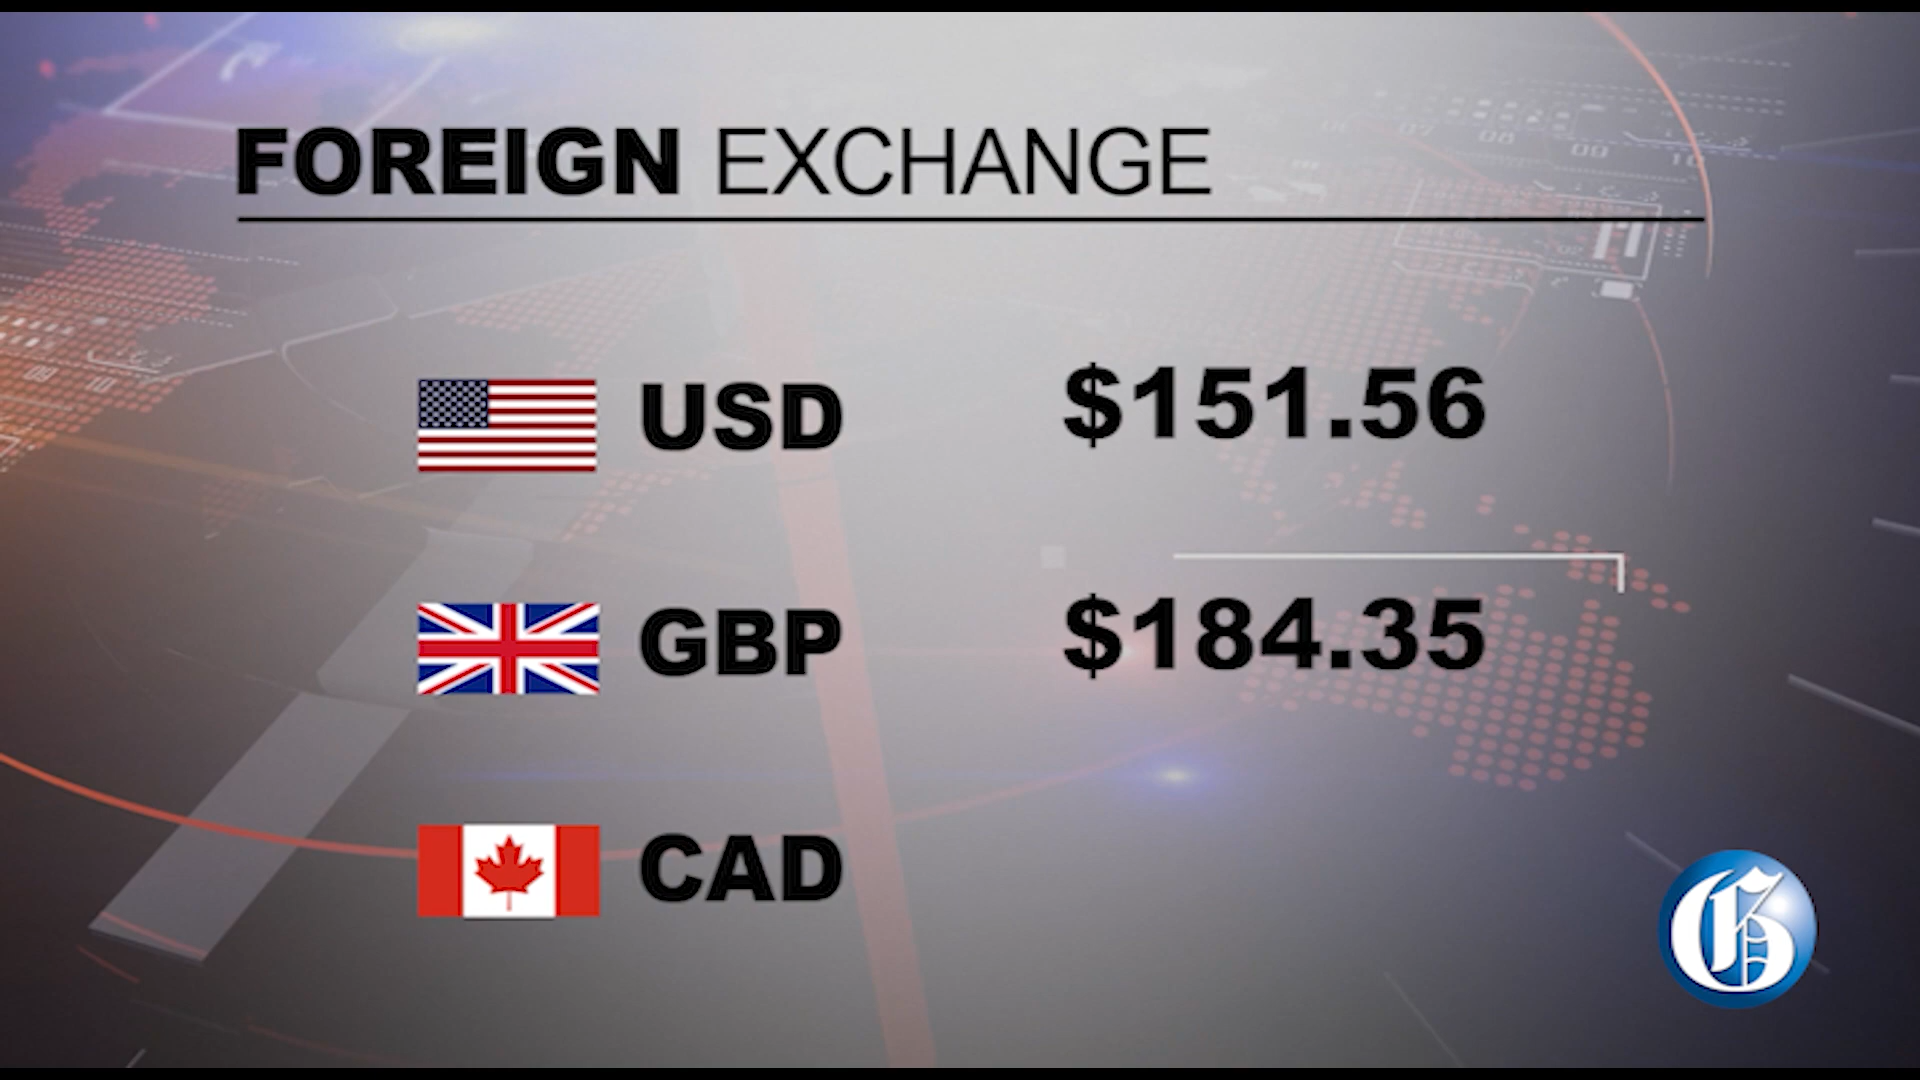 FOREIGN EXCHANGE
USD $151.56
GBP $184.35
CAD
G